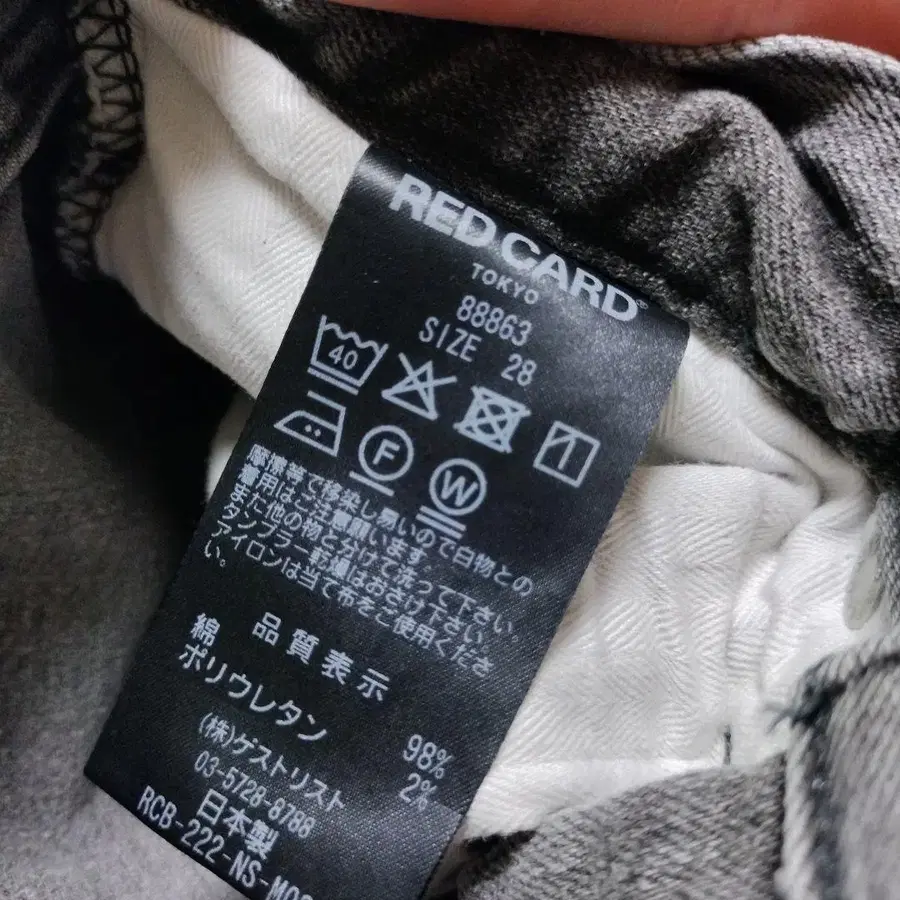 RED CARD®
TOKYO
88863
SIZE 28
40
F
W
摩擦等で移染し易いので白物との
着用はご注意願います。
また他の物と分けて洗って下さい。
タンブラー乾燥はおさけ下さい。
アイロンは当て布をご使用くださ
い。
品質表示
綿 98%
ポリウレタン 2%
(株)ゲストリスト
03-5728-8788
日本製
RCB-222-NS-M0